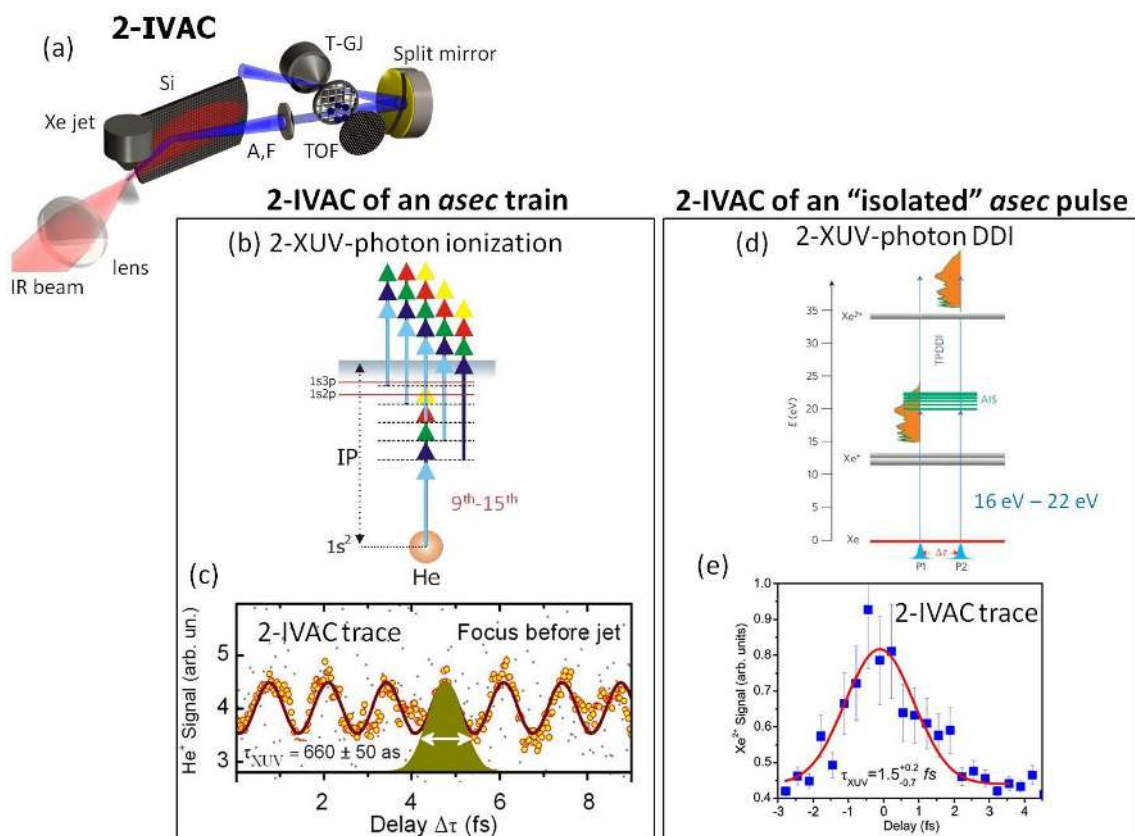 2-IVAC
(a)
T-GJ
Split mirror
Si
Xe jet
A,F
TOF
lens
IR beam
2-IVAC of an asec train
(b) 2-XUV-photon ionization
1s3p
1s2p
IP
9th-15th
1s2
He
(c)
2-IVAC trace
Focus before jet
He+ Signal (arb. un.)
5
4
3
τXUV = 660 ± 50 as
2
4
6
8
Delay Δτ (fs)
2-IVAC of an “isolated” asec pulse
(d)
2-XUV-photon DDI
35
Xe2+
30
TPDDI
25
E (eV)
20
AIS
15
Xe+
10
16 eV – 22 eV
5
0
Xe
Δτ
P1
P2
(e)
1.0
2-IVAC trace
0.9
0.8
0.7
0.6
0.5
0.4
Xe2+ Signal (arb. units)
τXUV=1.5+0.2-0.7 fs
-3
-2
-1
0
1
2
3
4
Delay (fs)